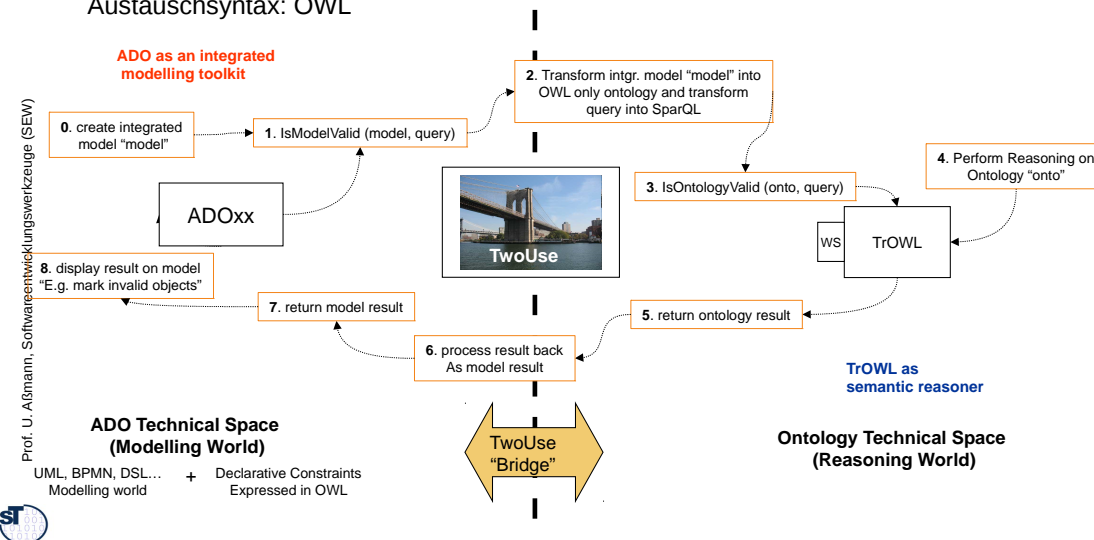 Austauschsyntax: OWL
ADO as an integrated
modelling toolkit
2. Transform intgr. model “model” into
OWL only ontology and transform
query into SparQL
0. create integrated
model “model”
1. IsModelValid (model, query)
4. Perform Reasoning on
Ontology “onto”
3. IsOntologyValid (onto, query)
ADOxx
TwoUse
WS
TrOWL
8. display result on model
“E.g. mark invalid objects”
7. return model result
5. return ontology result
6. process result back
As model result
TrOWL as
semantic reasoner
ADO Technical Space
(Modelling World)
TwoUse
“Bridge”
Ontology Technical Space
(Reasoning World)
UML, BPMN, DSL…
Modelling world
+
Declarative Constraints
Expressed in OWL
Prof. U. Aßmann, Softwareentwicklungswerkzeuge (SEW)
ST